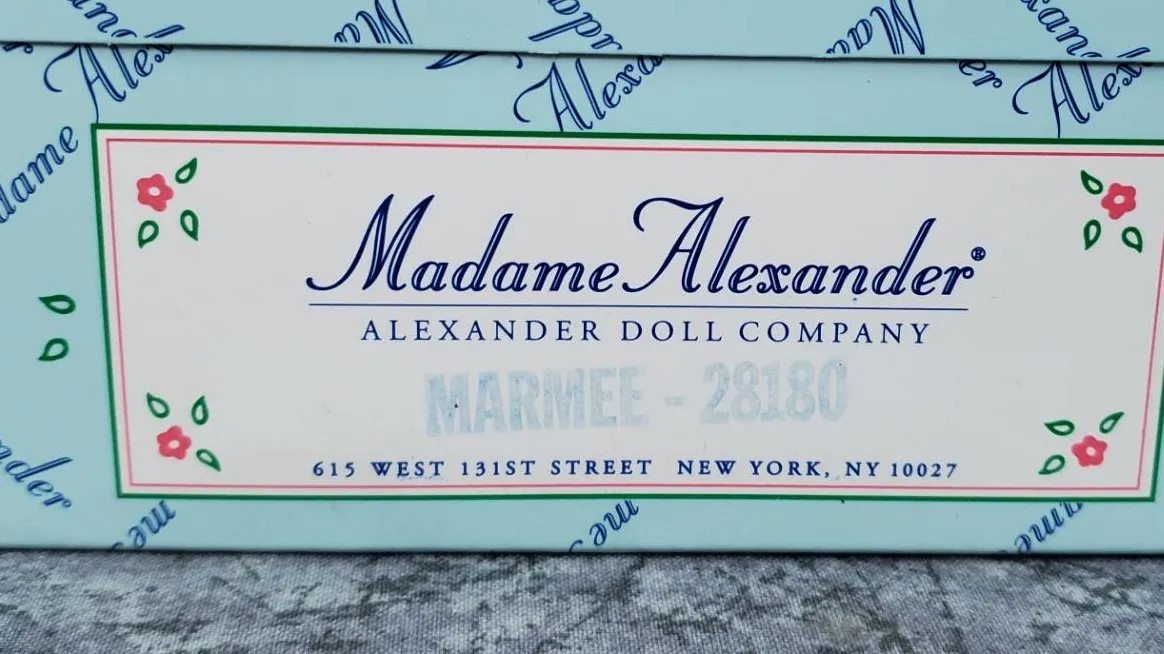 Madame Alexander®
ALEXANDER DOLL COMPANY
MARMEE - 28180
615 WEST 131ST STREET NEW YORK, NY 10027